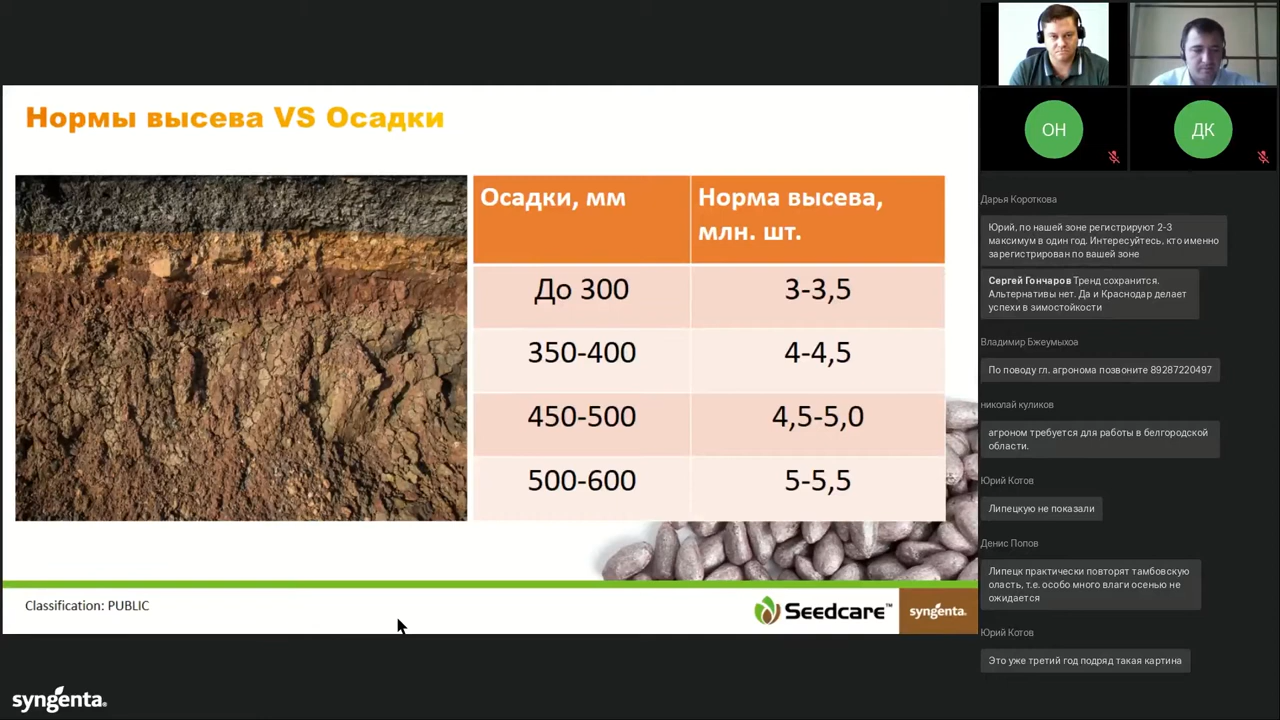 Нормы высева VS Осадки
Осадки, мм
Норма высева,
млн. шт.
До 300
3-3,5
350-400
4-4,5
450-500
4,5-5,0
500-600
5-5,5
Classification: PUBLIC
Seedcare™
syngenta.
syngenta.
ОН
ДК
Дарья Короткова
Юрий, по нашей зоне регистрируют 2-3
максимум в один год. Интересуйтесь, кто именно
зарегистрирован по вашей зоне
Сергей Гончаров Тренд сохранится.
Альтернативы нет. Да и Краснодар делает
успехи в зимостойкости
Владимир Бжеумыхоа
По поводу гл. агронома позвоните 89287220497
николай куликов
агроном требуется для работы в белгородской
области.
Юрий Котов
Липецкую не показали
Денис Попов
Липецк практически повторят тамбовскую
оласть, т.е. особо много влаги осенью не
ожидается
Юрий Котов
Это уже третий год подряд такая картина